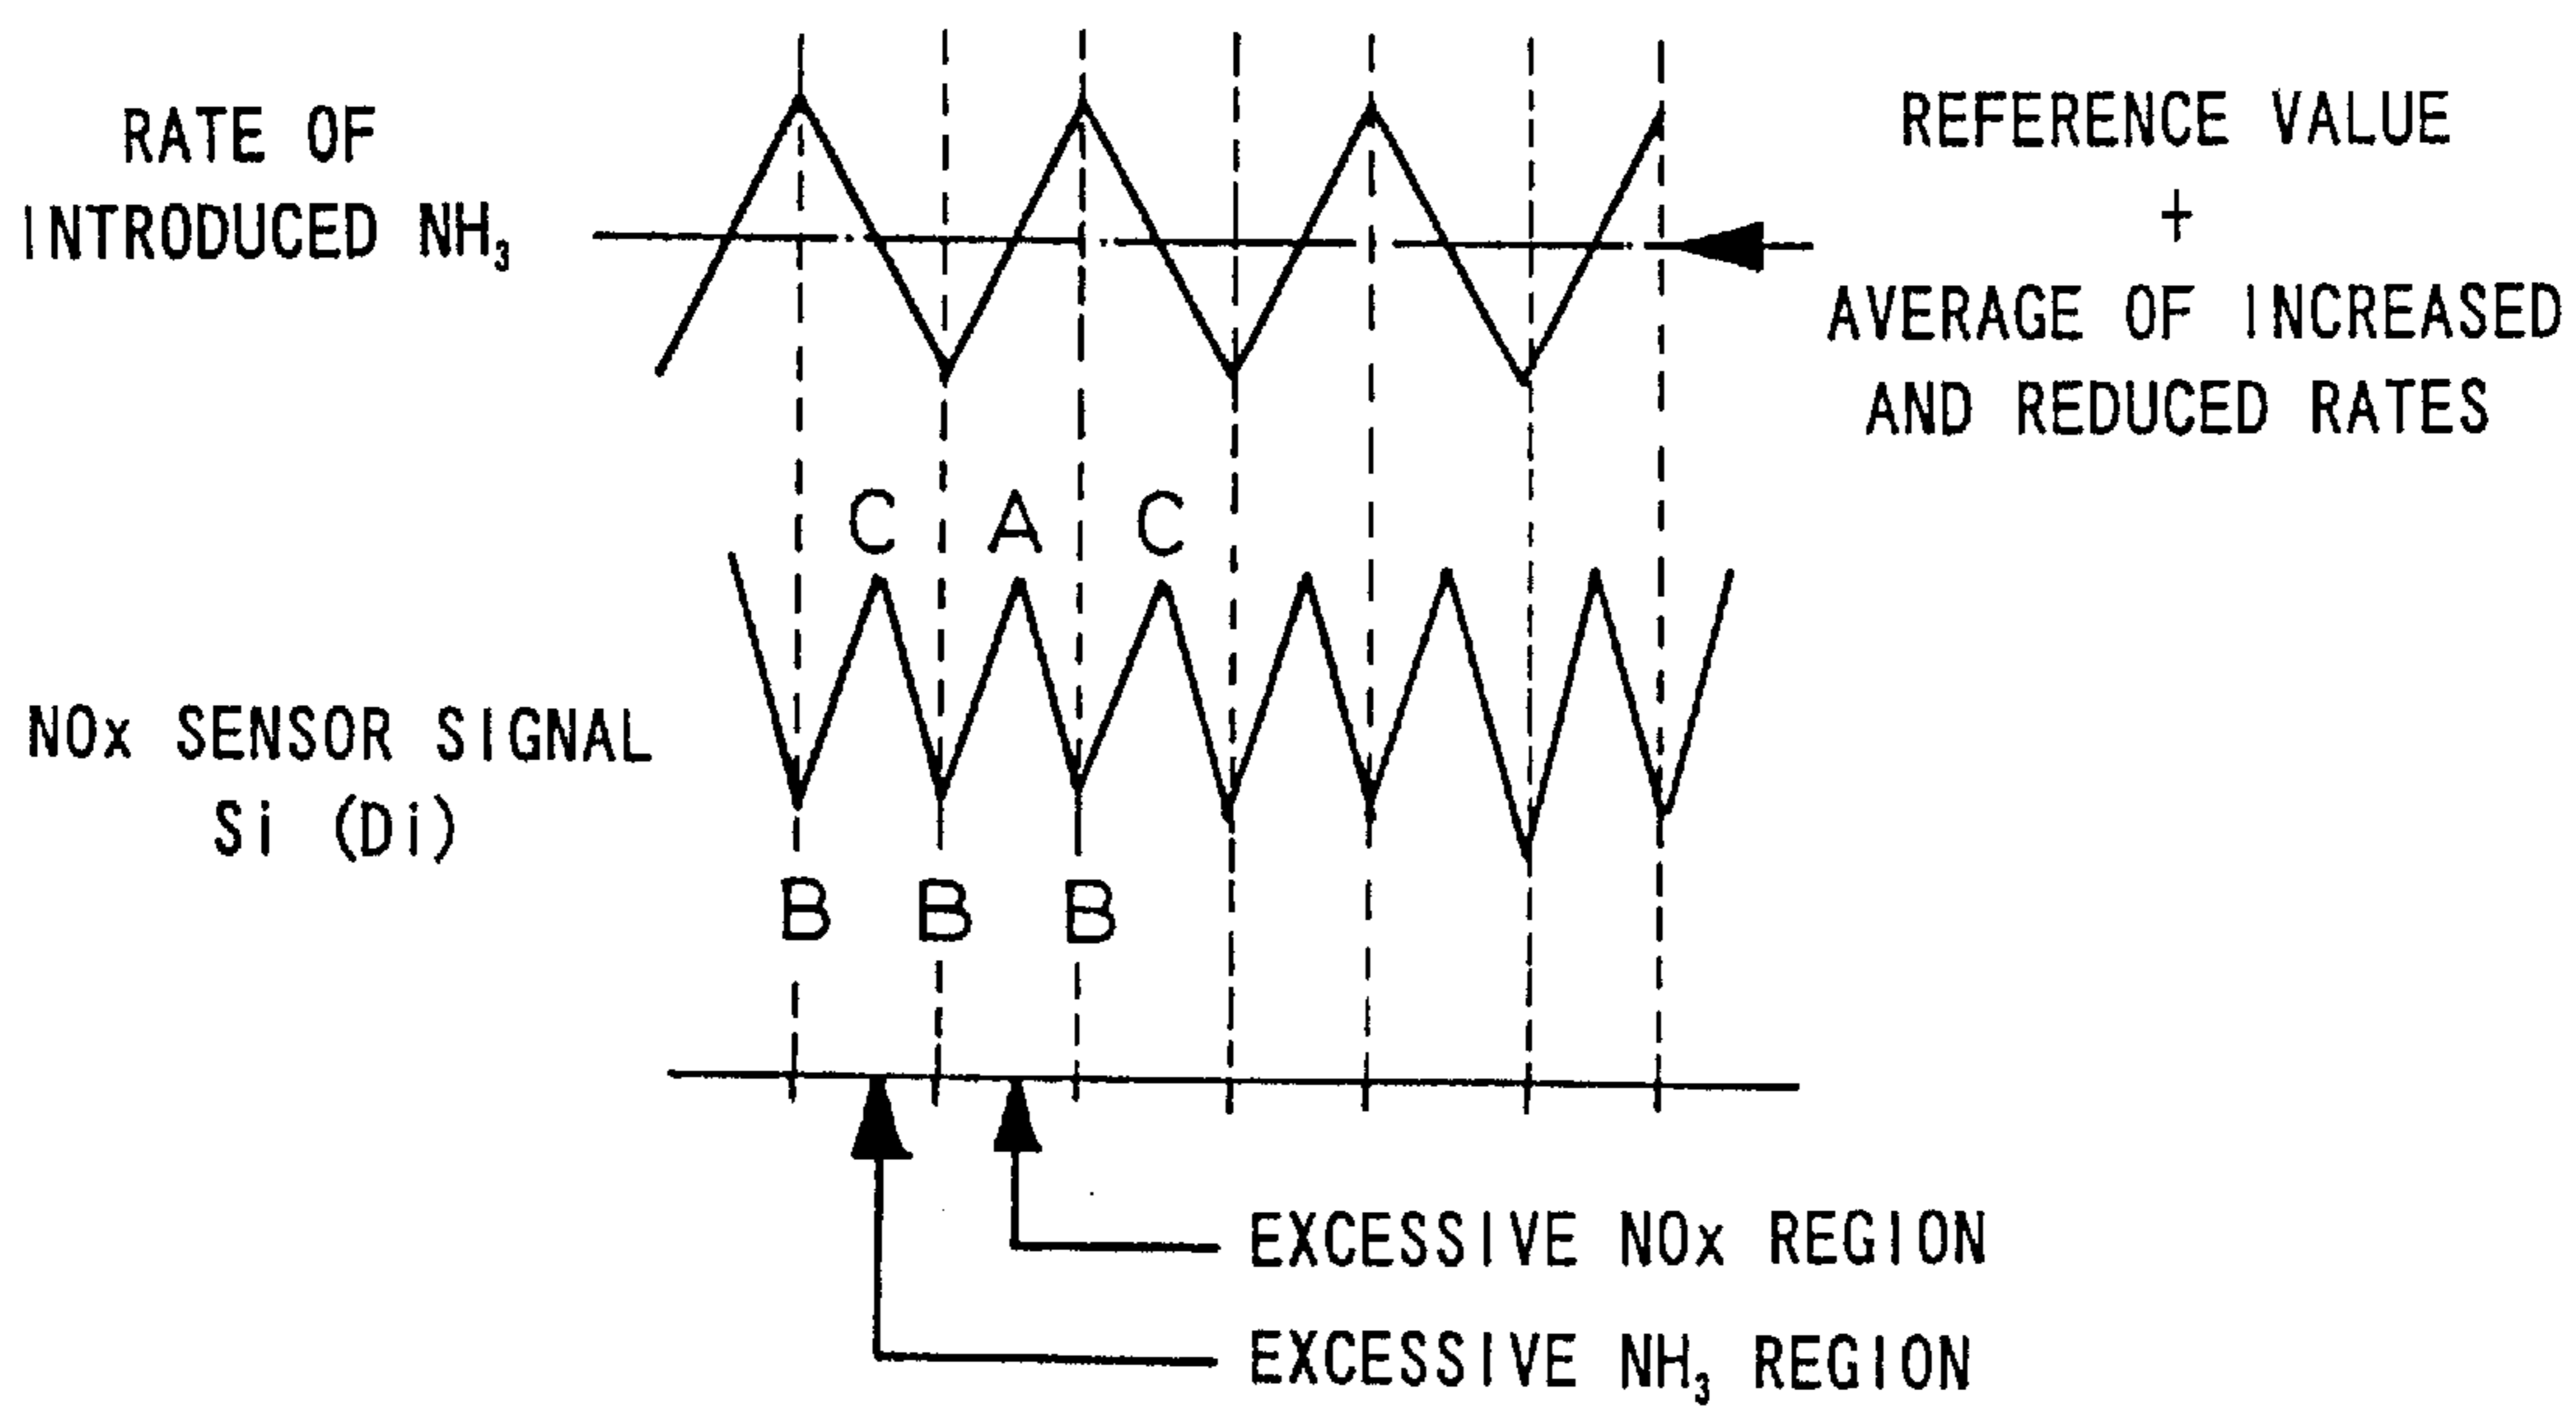 RATE OF
INTRODUCED NH₃
REFERENCE VALUE
+
AVERAGE OF INCREASED
AND REDUCED RATES
C A C
NOx SENSOR SIGNAL
Si (Di)
B B B
EXCESSIVE NOx REGION
EXCESSIVE NH₃ REGION